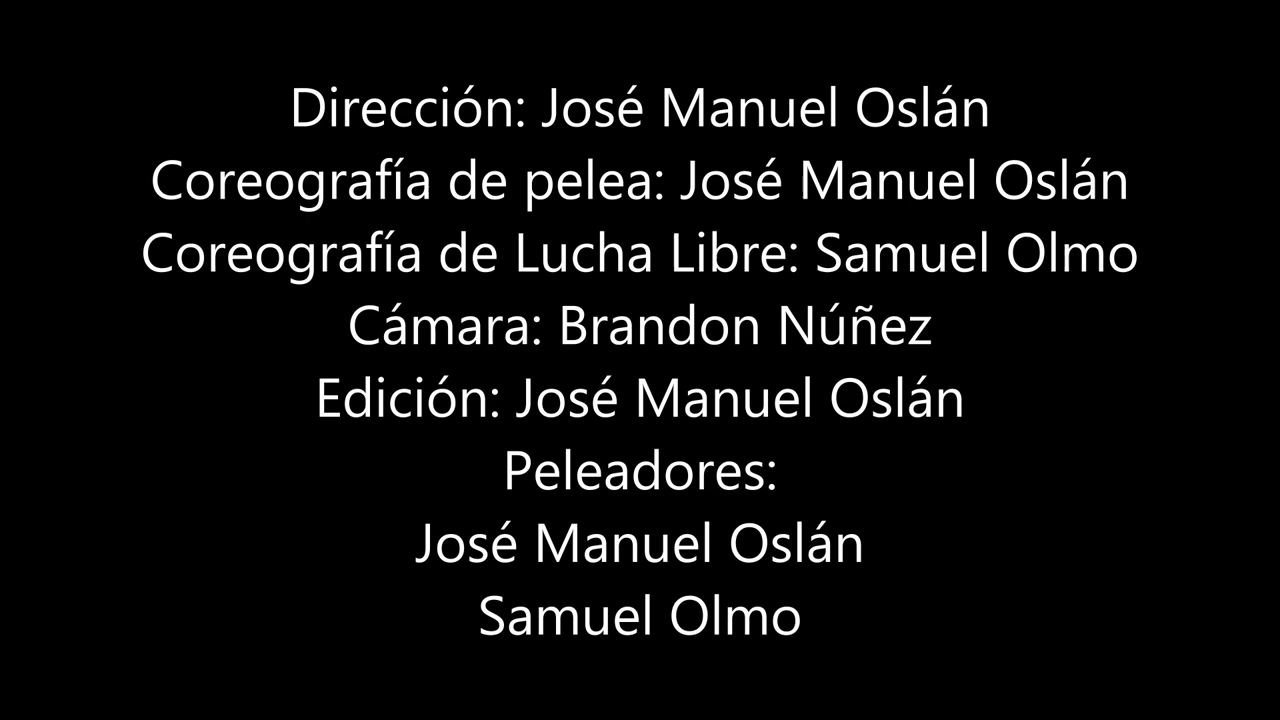 Dirección: José Manuel Oslán
Coreografía de pelea: José Manuel Oslán
Coreografía de Lucha Libre: Samuel Olmo
Cámara: Brandon Núñez
Edición: José Manuel Oslán
Peleadores:
José Manuel Oslán
Samuel Olmo